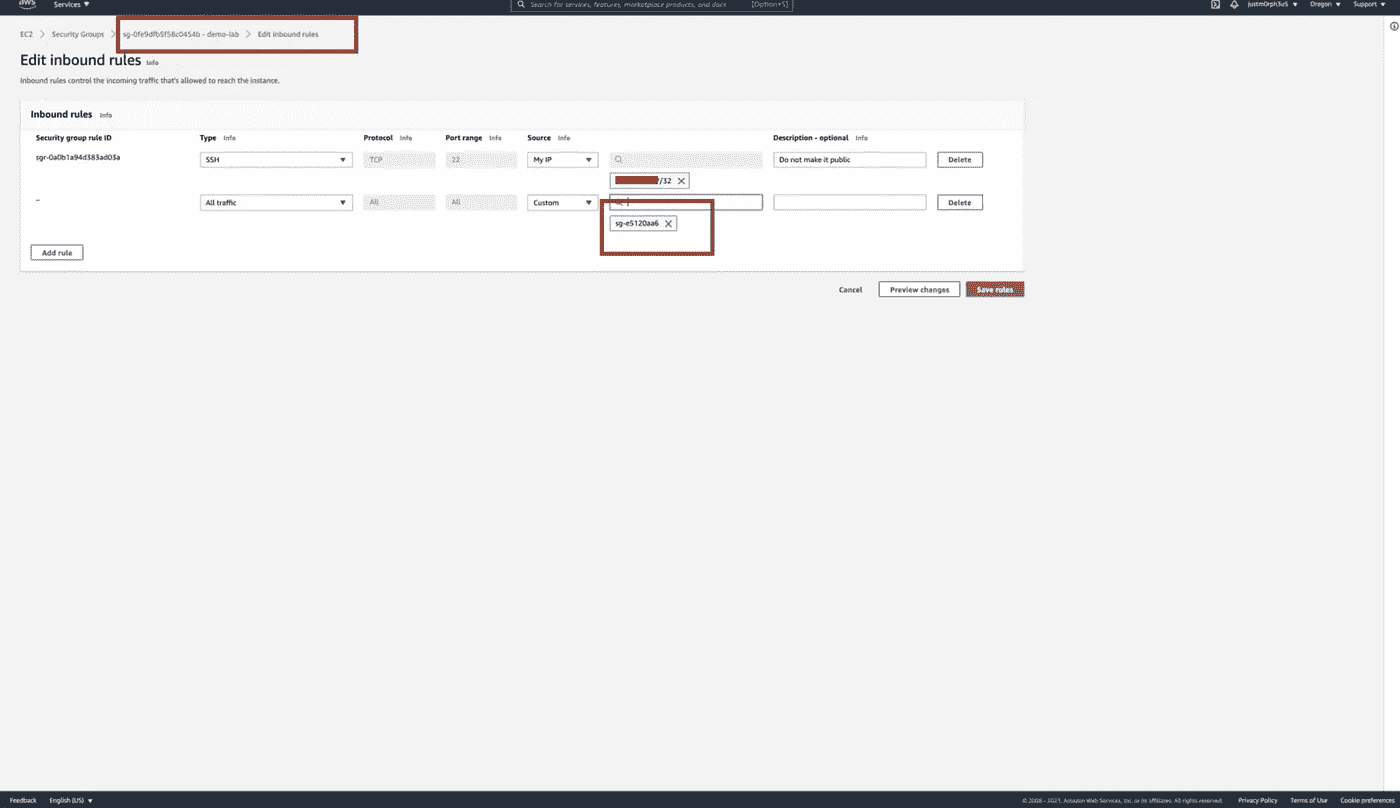 aws Services ▼ Search for services, features, marketplace products, and docs [Option+S] justm0rph3u5 ▼ Oregon ▼ Support ▼
EC2 > Security Groups > sg-0fe9dfb5f58c0454b - demo-lab > Edit inbound rules
Edit inbound rules Info
Inbound rules control the incoming traffic that's allowed to reach the instance.
Inbound rules Info
Security group rule ID Type Info Protocol Info Port range Info Source Info Description - optional Info
sgr-0a0b1a94d383ad03a SSH ▼ TCP 22 My IP ▼ Do not make it public Delete
/32 ×
– All traffic ▼ All All Custom ▼ Delete
sg-e5120aa6 ×
Add rule
Cancel Preview changes Save rules
Feedback English (US) ▼ © 2008 - 2021, Amazon Web Services, Inc. or its affiliates. All rights reserved. Privacy Policy Terms of Use Cookie preferences